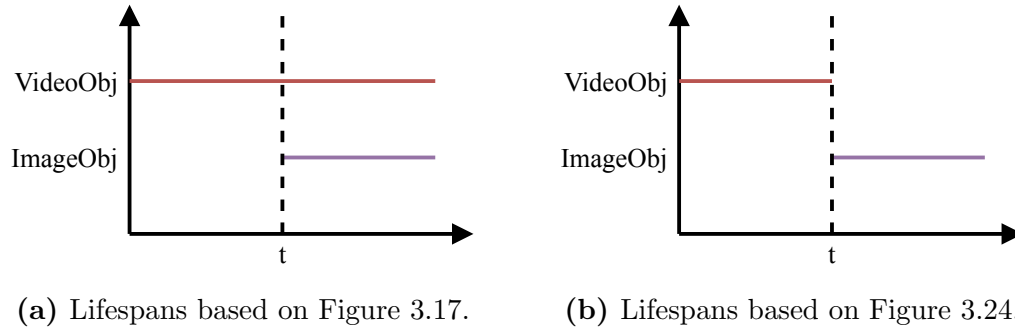 VideoObj
ImageObj
t
(a) Lifespans based on Figure 3.17.
VideoObj
ImageObj
t
(b) Lifespans based on Figure 3.24.